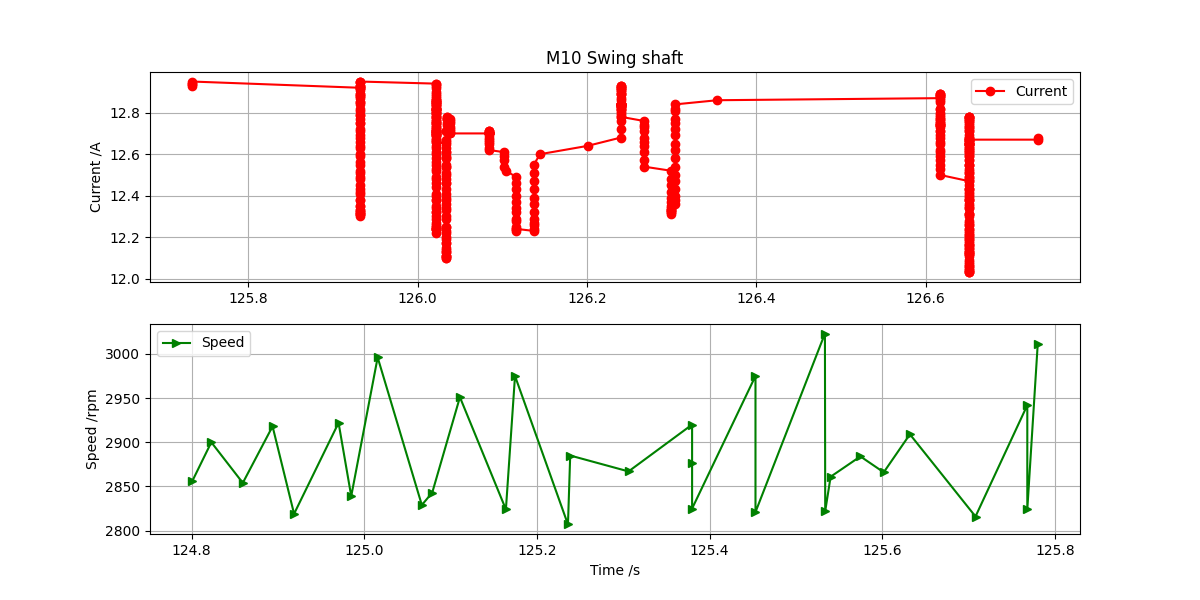 M10 Swing shaft
Current /A
12.8
12.6
12.4
12.2
12.0
Current
125.8 126.0 126.2 126.4 126.6
Speed /rpm
3000
2950
2900
2850
2800
Speed
124.8 125.0 125.2 125.4 125.6 125.8
Time /s